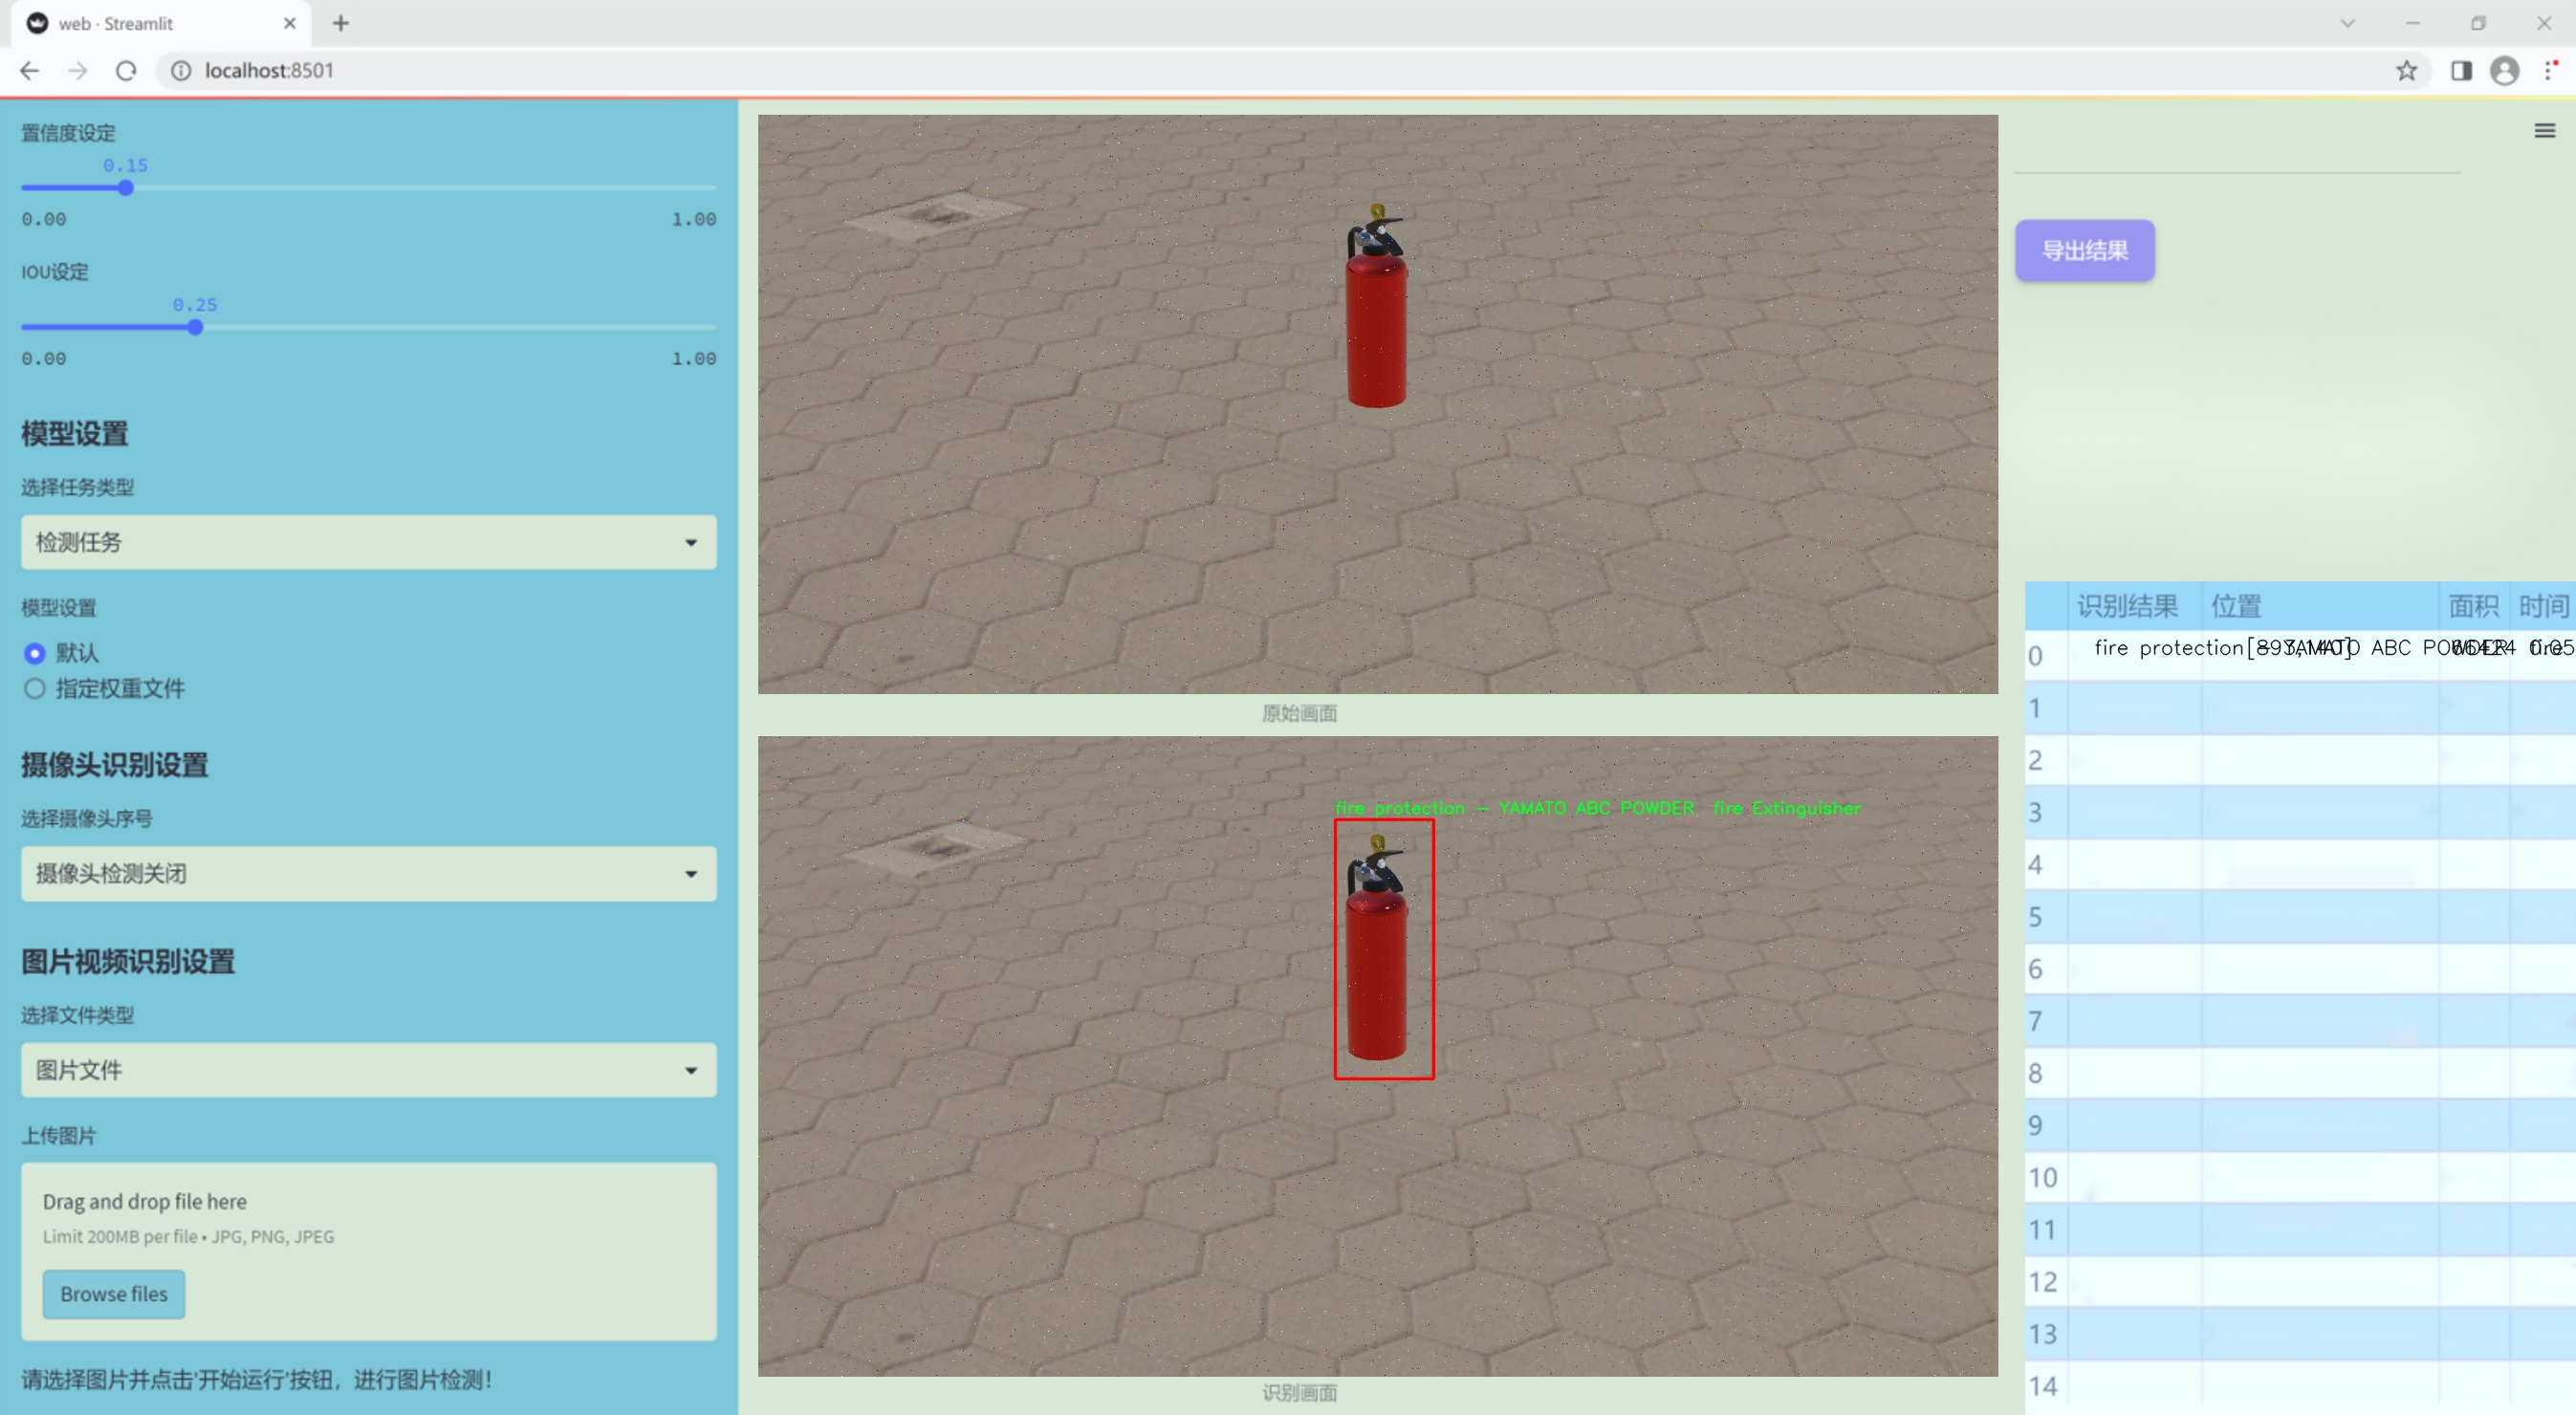 web · Streamlit
localhost:8501
置信度设定
0.15
0.00 1.00
IOU设定
0.25
0.00 1.00
模型设置
选择任务类型
检测任务
模型设置
默认
指定权重文件
摄像头识别设置
选择摄像头序号
摄像头检测关闭
图片视频识别设置
选择文件类型
图片文件
上传图片
Drag and drop file here
Limit 200MB per file • JPG, PNG, JPEG
Browse files
请选择图片并点击'开始运行'按钮，进行图片检测!
原始画面
fire protection - YAMATO ABC POWDER fire Extinguisher
识别画面
导出结果
识别结果 位置 面积 时间
0 fire protection ABC
1
2
3
4
5
6
7
8
9
10
11
12
13
14